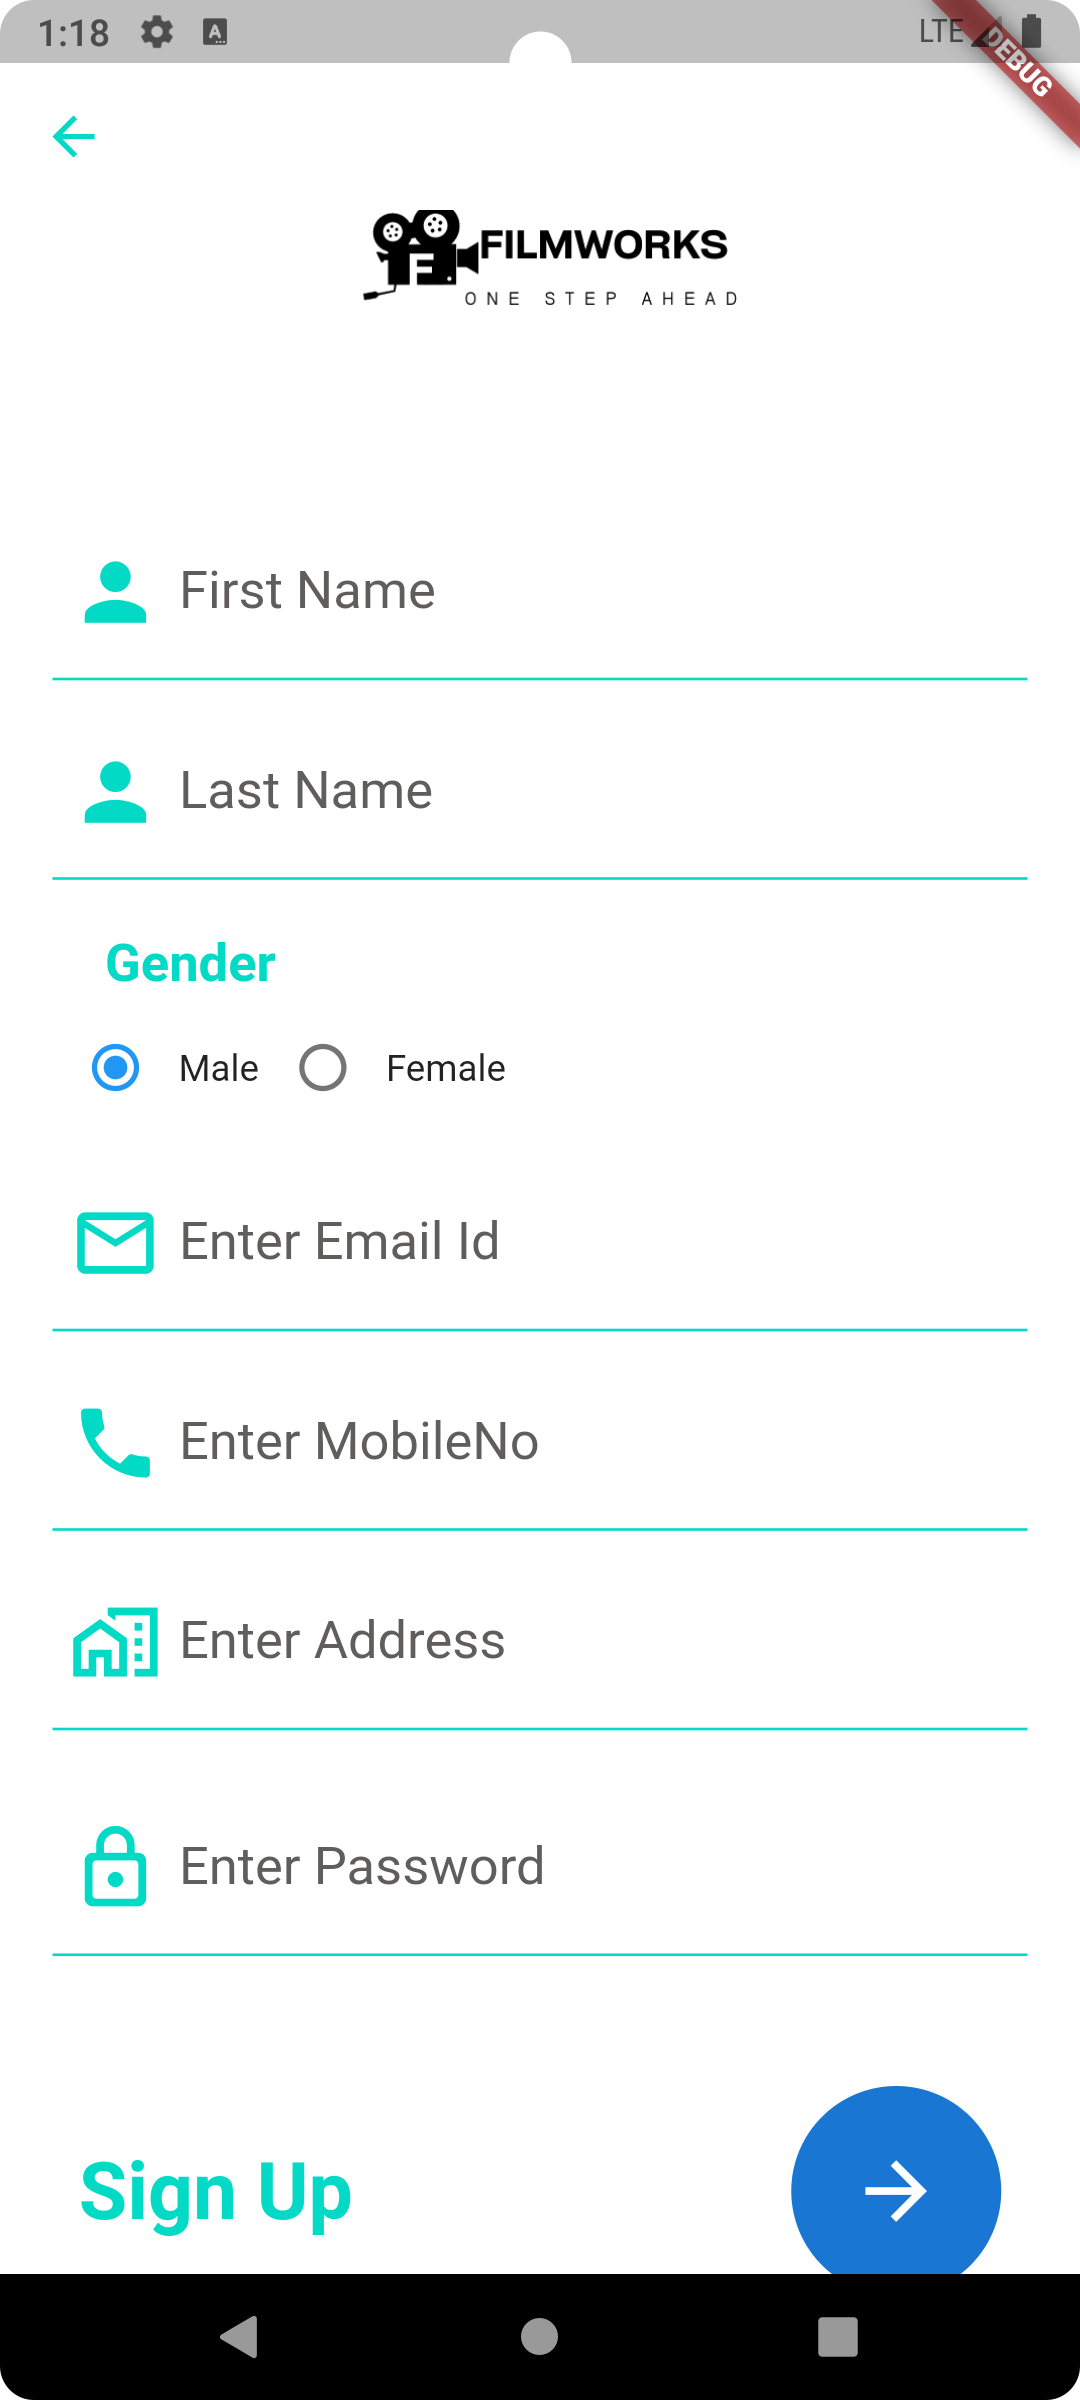 1:18
A
LTE
DEBUG
F
FILMWORKS
ONE STEP AHEAD
First Name
Last Name
Gender
Male
Female
Enter Email Id
Enter MobileNo
Enter Address
Enter Password
Sign Up